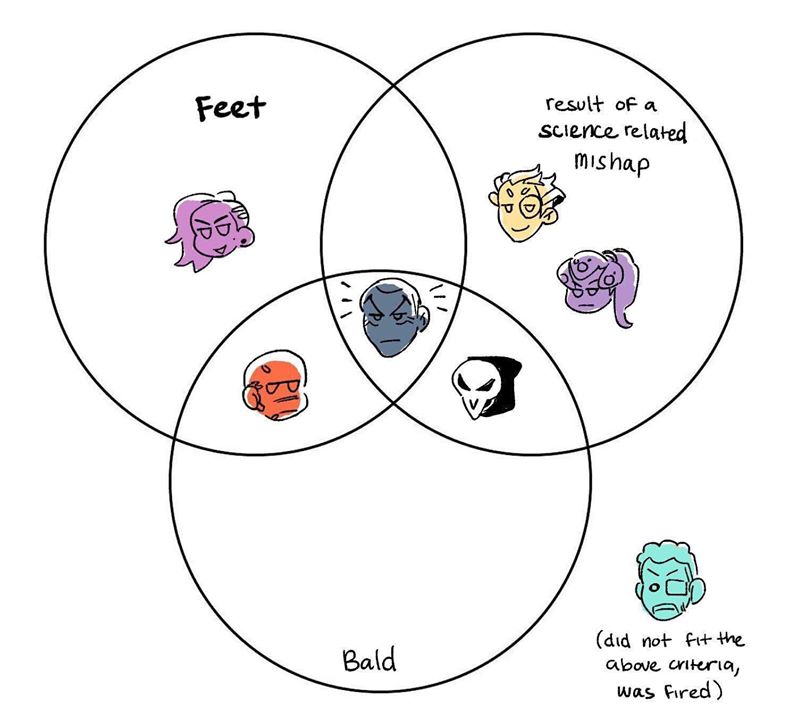 Feet
result of a
science related
mishap
Bald
(did not fit the
above criteria,
was fired)